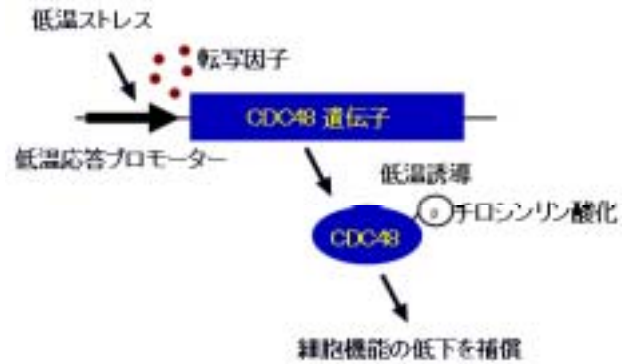 低温ストレス
転写因子
CDC48 遺伝子
低温応答プロモーター
低温誘導
チロシンリン酸化
CDC48
細胞機能の低下を補償